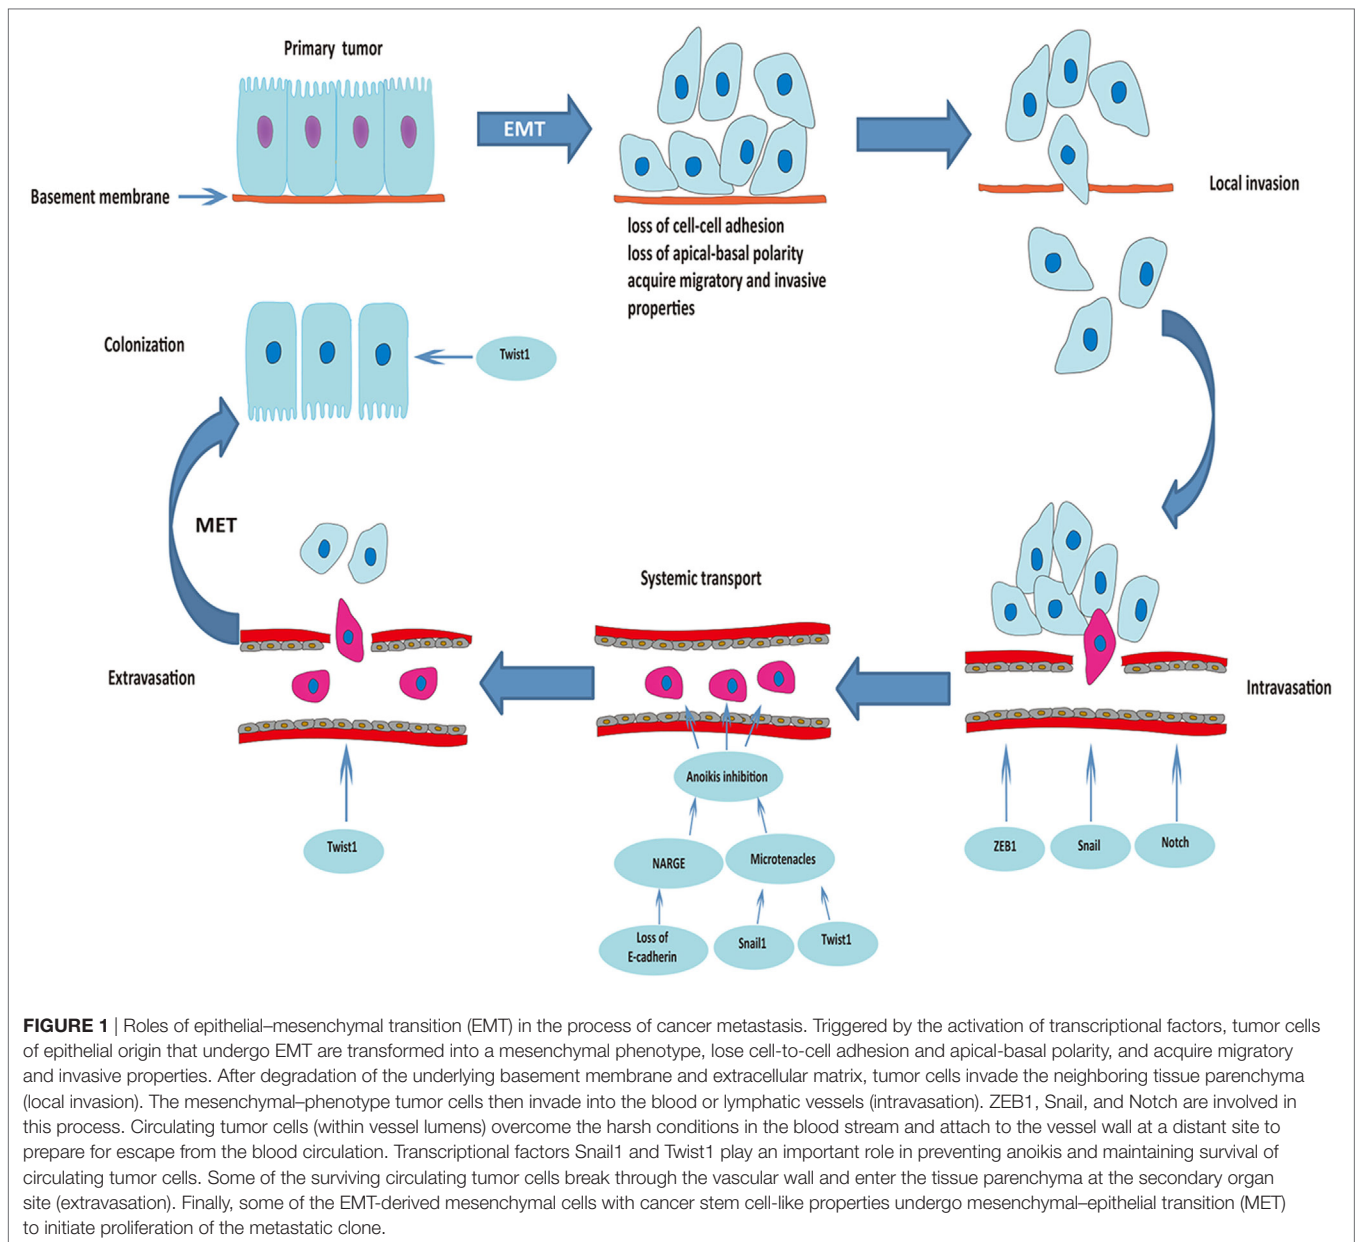 Primary tumor
EMT
Basement membrane
loss of cell-cell adhesion
loss of apical-basal polarity
acquire migratory and invasive
properties
Local invasion
Colonization
Twist1
MET
Systemic transport
Extravasation
Intravasation
Anoikis inhibition
Twist1
NARGE
Microtenacles
ZEB1
Snail
Notch
Loss of
E-cadherin
Snail1
Twist1
FIGURE 1 | Roles of epithelial–mesenchymal transition (EMT) in the process of cancer metastasis. Triggered by the activation of transcriptional factors, tumor cells
of epithelial origin that undergo EMT are transformed into a mesenchymal phenotype, lose cell-to-cell adhesion and apical-basal polarity, and acquire migratory
and invasive properties. After degradation of the underlying basement membrane and extracellular matrix, tumor cells invade the neighboring tissue parenchyma
(local invasion). The mesenchymal–phenotype tumor cells then invade into the blood or lymphatic vessels (intravasation). ZEB1, Snail, and Notch are involved in
this process. Circulating tumor cells (within vessel lumens) overcome the harsh conditions in the blood stream and attach to the vessel wall at a distant site to
prepare for escape from the blood circulation. Transcriptional factors Snail1 and Twist1 play an important role in preventing anoikis and maintaining survival of
circulating tumor cells. Some of the surviving circulating tumor cells break through the vascular wall and enter the tissue parenchyma at the secondary organ
site (extravasation). Finally, some of the EMT-derived mesenchymal cells with cancer stem cell-like properties undergo mesenchymal–epithelial transition (MET)
to initiate proliferation of the metastatic clone.